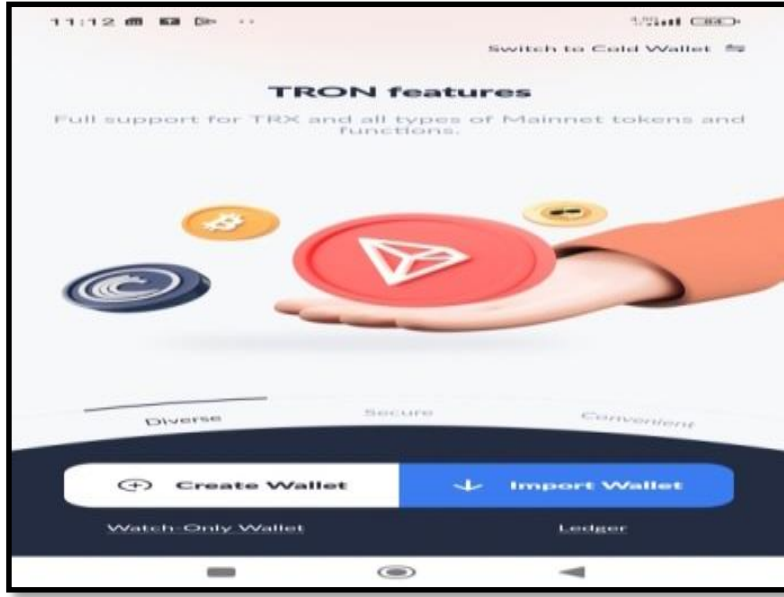 11:12
84
Switch to Cold Wallet
TRON features
Full support for TRX and all types of Mainnet tokens and
functions.
Diverse
Secure
Convenient
Create Wallet
Import Wallet
Watch-Only Wallet
Ledger